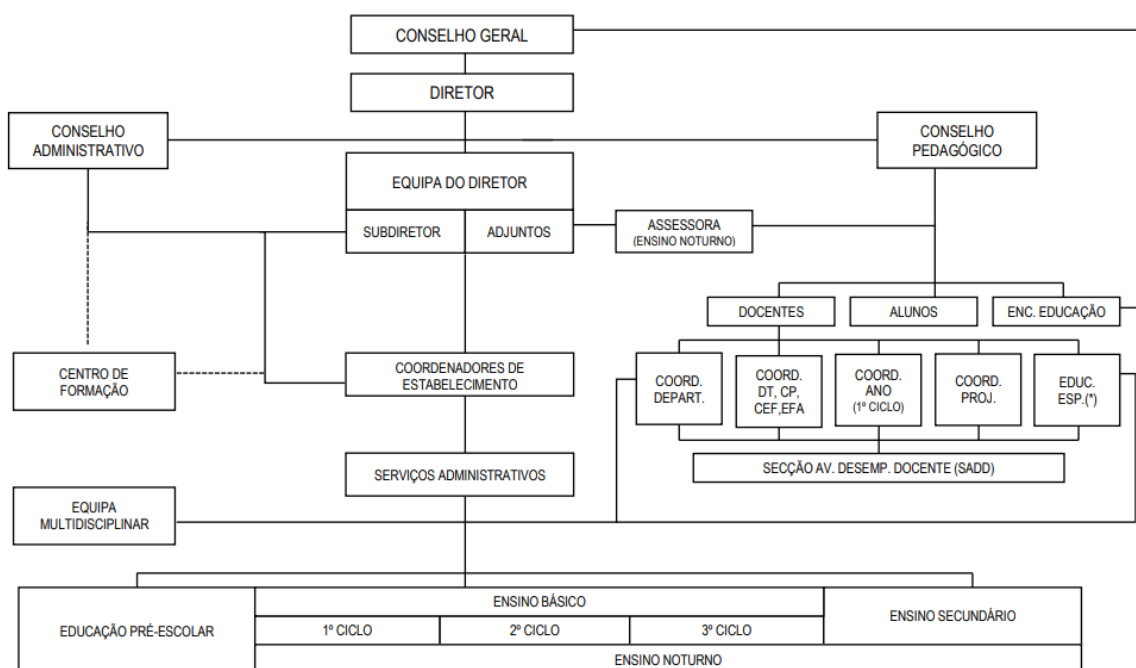 CONSELHO GERAL
DIRETOR
CONSELHO
ADMINISTRATIVO
CONSELHO
PEDAGÓGICO
EQUIPA DO DIRETOR
SUBDIRETOR
ADJUNTOS
ASSESSORA
(ENSINO NOTURNO)
DOCENTES
ALUNOS
ENC. EDUCAÇÃO
CENTRO DE
FORMAÇÃO
COORDENADORES DE
ESTABELECIMENTO
COORD.
DEPART.
COORD.
DT, CP,
CEF,EFA
COORD.
ANO
(1º CICLO)
COORD.
PROJ.
EDUC.
ESP.(*)
SERVIÇOS ADMINISTRATIVOS
SECÇÃO AV. DESEMP. DOCENTE (SADD)
EQUIPA
MULTIDISCIPLINAR
EDUCAÇÃO PRÉ-ESCOLAR
ENSINO BÁSICO
1º CICLO
2º CICLO
3º CICLO
ENSINO SECUNDÁRIO
ENSINO NOTURNO